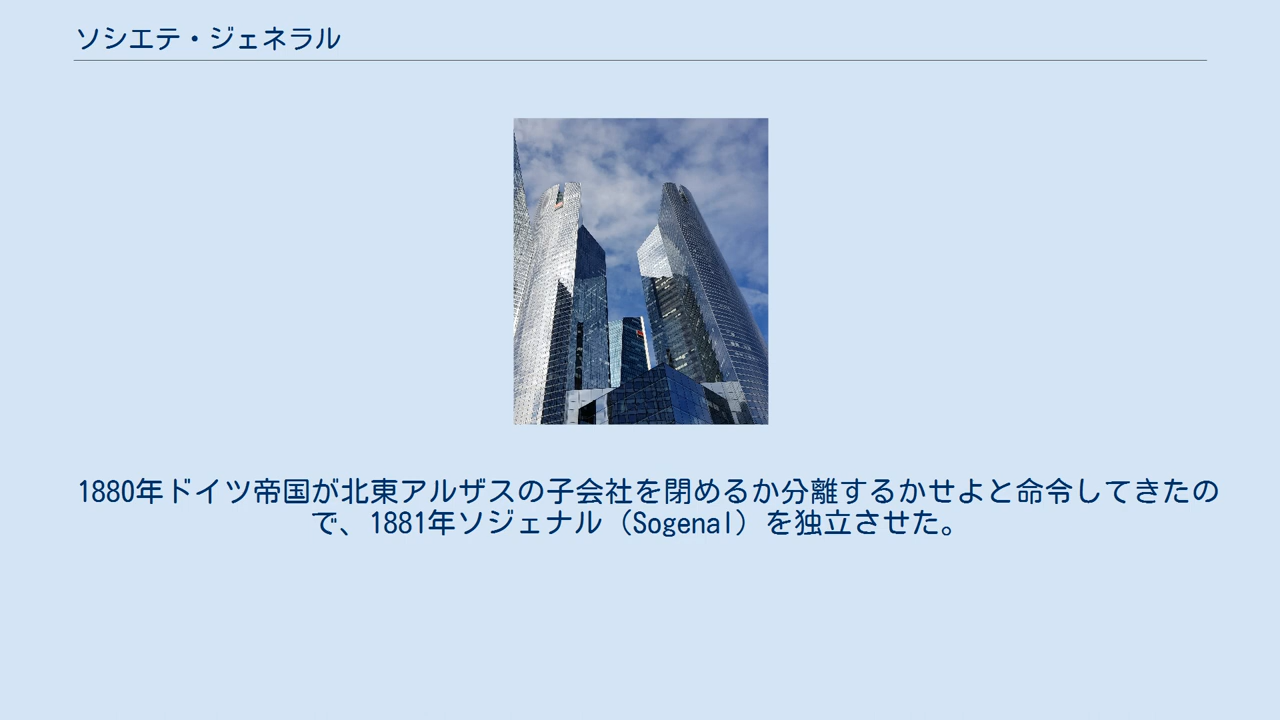 ソシエテ・ジェネラル
1880年ドイツ帝国が北東アルザスの子会社を閉めるか分離するかせよと命令してきたの
で、1881年ソジェナル（Sogenal）を独立させた。